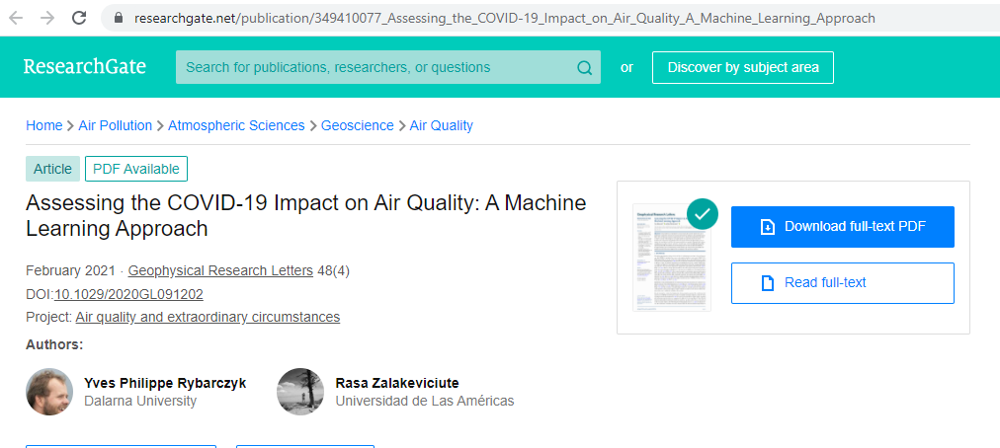 researchgate.net/publication/349410077_Assessing_the_COVID-19_Impact_on_Air_Quality_A_Machine_Learning_Approach
ResearchGate
Search for publications, researchers, or questions
or
Discover by subject area
Home > Air Pollution > Atmospheric Sciences > Geoscience > Air Quality
Article
PDF Available
Assessing the COVID-19 Impact on Air Quality: A Machine
Learning Approach
February 2021 · Geophysical Research Letters 48(4)
DOI:10.1029/2020GL091202
Project: Air quality and extraordinary circumstances
Authors:
Yves Philippe Rybarczyk
Dalarna University
Rasa Zalakeviciute
Universidad de Las Américas
Download full-text PDF
Read full-text